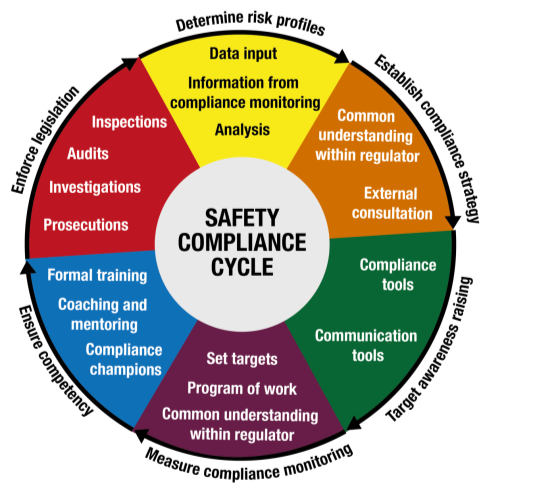 Determine risk profiles
Data input
Information from
compliance monitoring
Analysis
Establish compliance strategy
Common
understanding
within regulator
External
consultation
Target awareness raising
Compliance
tools
Communication
tools
Measure compliance monitoring
Set targets
Program of work
Common understanding
within regulator
Ensure competency
Formal training
Coaching and
mentoring
Compliance
champions
Enforce legislation
Inspections
Audits
Investigations
Prosecutions
SAFETY
COMPLIANCE
CYCLE